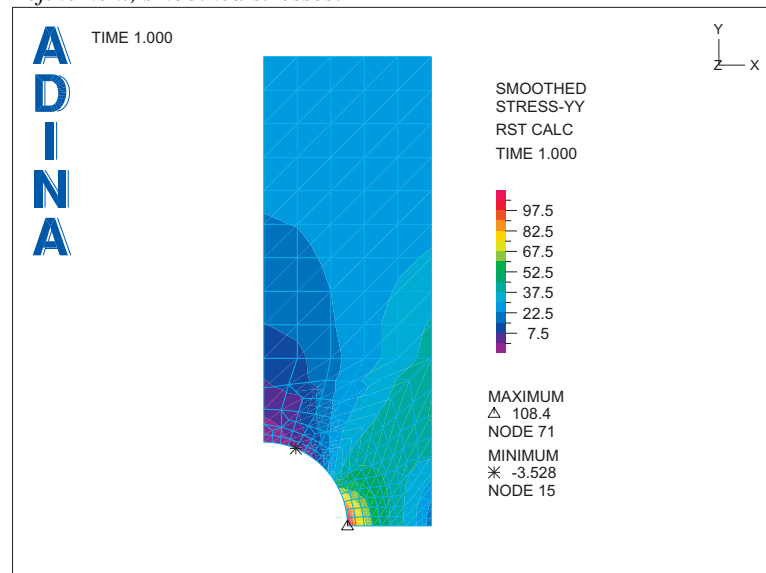 ADINA
TIME 1.000
Y
Z X
SMOOTHED
STRESS-YY
RST CALC
TIME 1.000
97.5
82.5
67.5
52.5
37.5
22.5
7.5
MAXIMUM
108.4
NODE 71
MINIMUM
-3.528
NODE 15